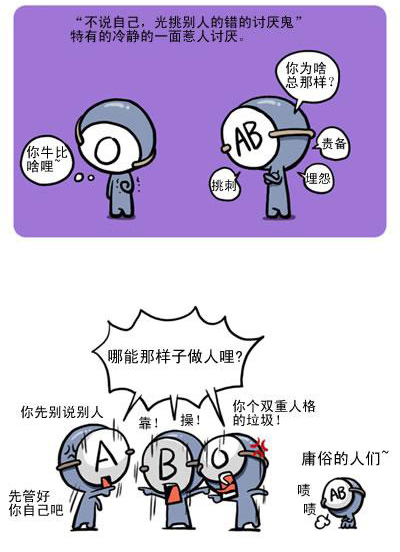 “不说自己，光挑别人的错的讨厌鬼”
特有的冷静的一面惹人讨厌。
你为啥
总那样？
你牛比
啥哩~
O
AB
责备
挑刺
埋怨
哪能那样子做人哩？
你先别说别人
靠！
操！
你个双重人格
的垃圾！
A
B
O
庸俗的人们~
先管好
你自己吧
啧
啧
AB